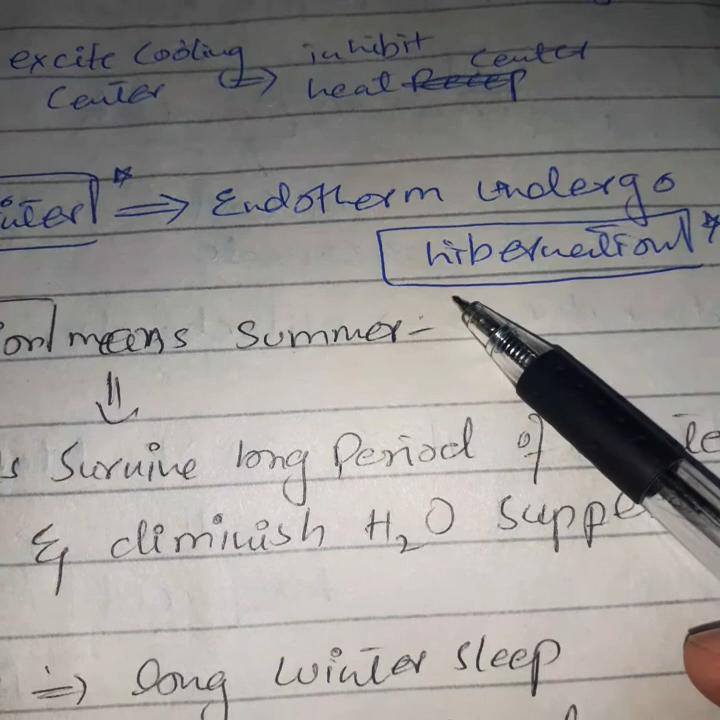 excite cooling ⇒ inhibit
Center heat center
⇒ Endotherm undergo
hibernation
means Summer-
⇓
Survive long Period of
& diminish H₂O
⇒ long winter sleep